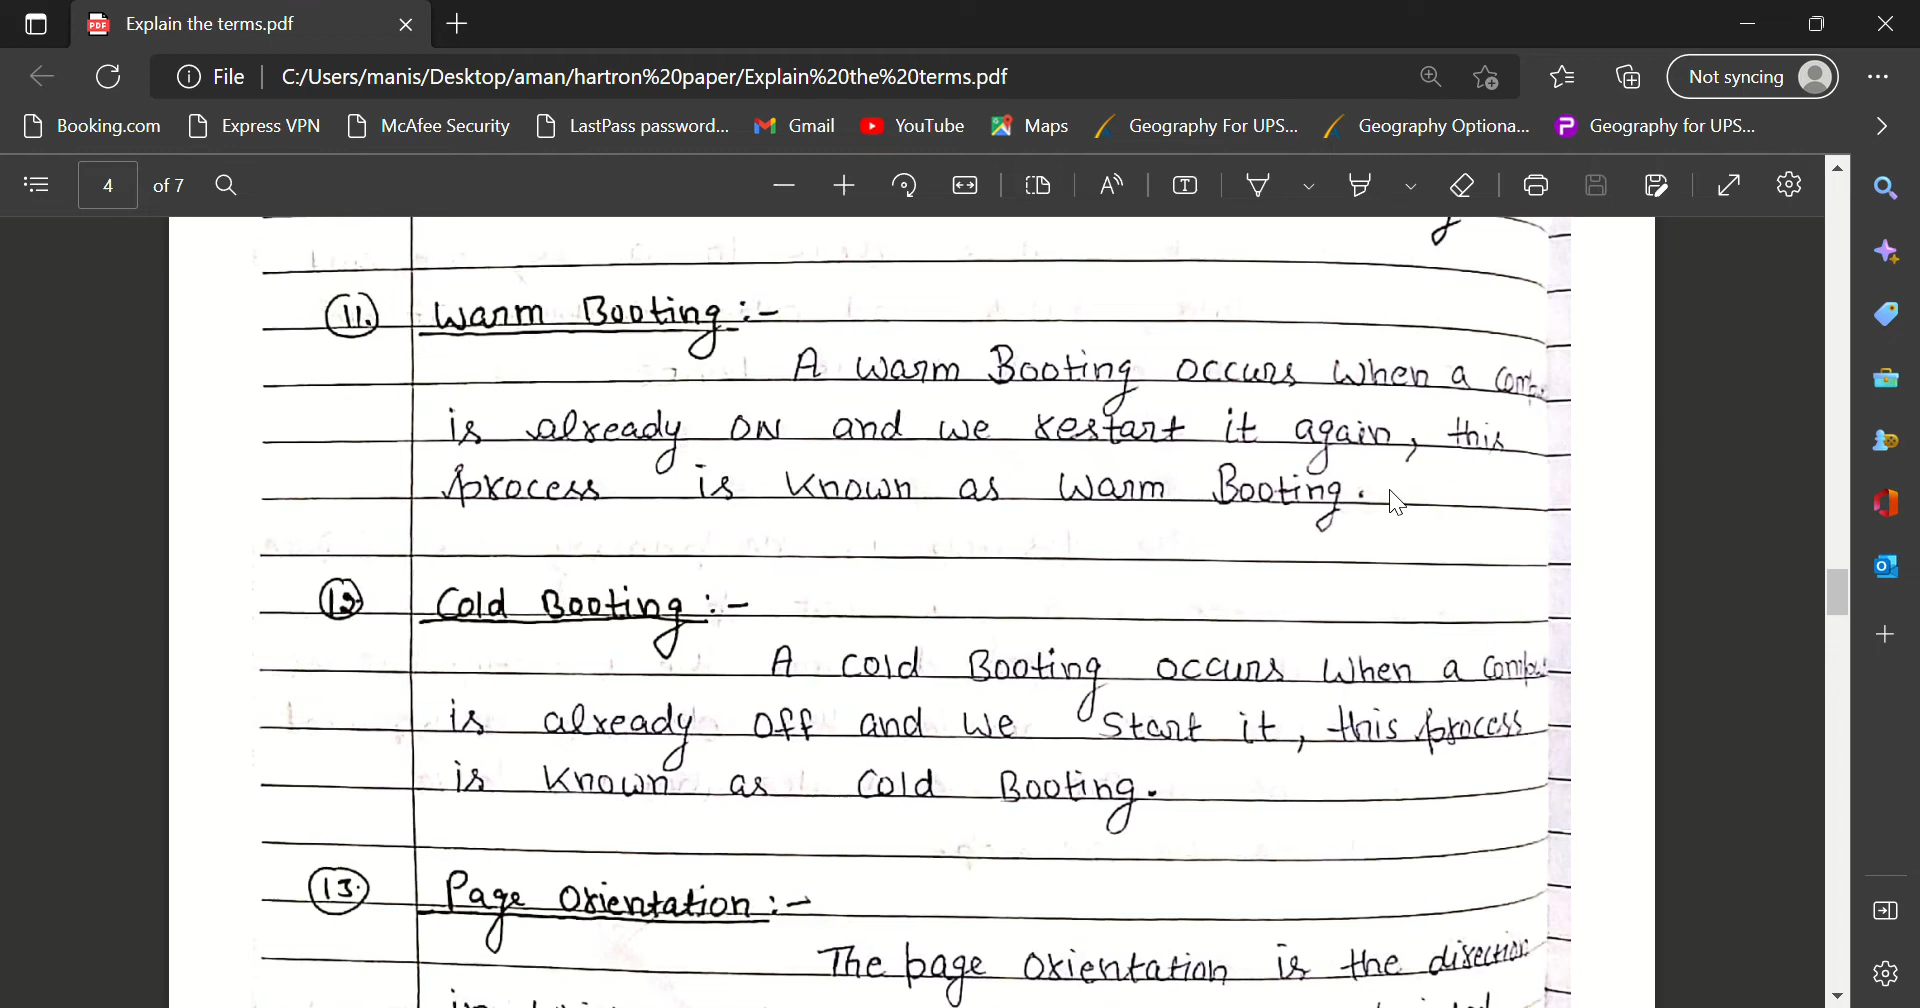 Explain the terms.pdf
File C:/Users/manis/Desktop/aman/hartron%20paper/Explain%20the%20terms.pdf Not syncing
Booking.com Express VPN McAfee Security LastPass password... Gmail YouTube Maps Geography For UPS... Geography Optiona... Geography for UPS...
4 of 7
11. Warm Booting :-
A warm Booting occurs when a
is already ON and we restart it again, this
process is known as warm Booting.
12 Cold Booting :-
A cold Booting occurs when a
is already off and we start it, this process
is known as cold Booting.
13. Page Orientation :-
The page orientation is the direction